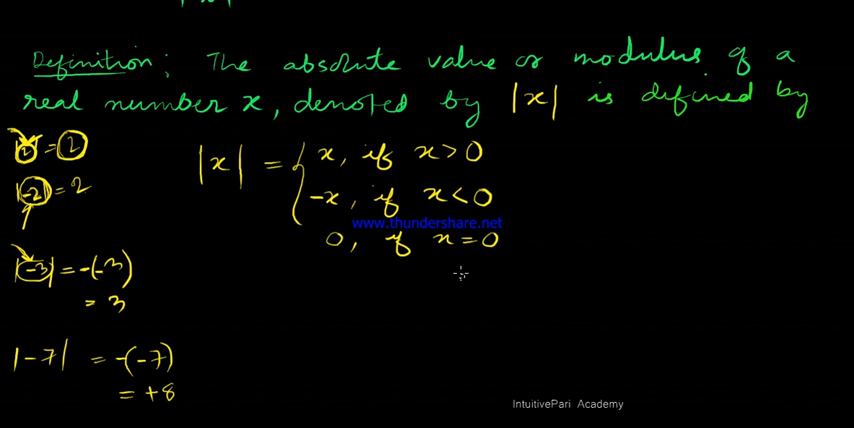 Definition; The absolute value or modulus of a
real number x, denoted by |x| is defined by
|2| = 2
|x| = { x, if x > 0
|-2| = 2
-x, if x < 0
www.thundershare.net
0, if x = 0
|-3| = -(-3)
= 3
|-7| = -(-7)
= +8
IntuitivePari Academy